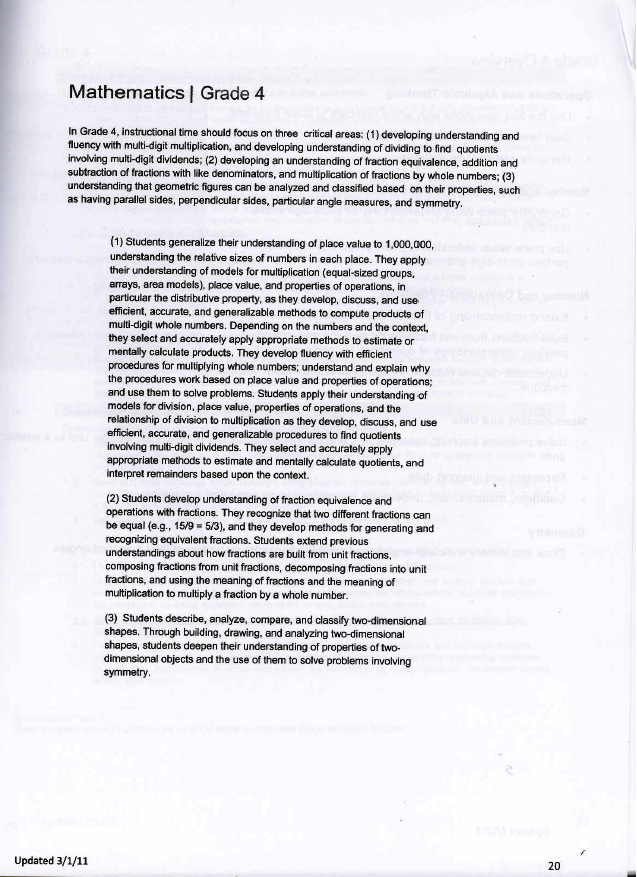 Mathematics | Grade 4
In Grade 4, instructional time should focus on three critical areas: (1) developing understanding and
fluency with multi-digit multiplication, and developing understanding of dividing to find quotients
involving multi-digit dividends; (2) developing an understanding of fraction equivalence, addition and
subtraction of fractions with like denominators, and multiplication of fractions by whole numbers; (3)
understanding that geometric figures can be analyzed and classified based on their properties, such
as having parallel sides, perpendicular sides, particular angle measures, and symmetry.
(1) Students generalize their understanding of place value to 1,000,000,
understanding the relative sizes of numbers in each place. They apply
their understanding of models for multiplication (equal-sized groups,
arrays, area models), place value, and properties of operations, in
particular the distributive property, as they develop, discuss, and use
efficient, accurate, and generalizable methods to compute products of
multi-digit whole numbers. Depending on the numbers and the context,
they select and accurately apply appropriate methods to estimate or
mentally calculate products. They develop fluency with efficient
procedures for multiplying whole numbers; understand and explain why
the procedures work based on place value and properties of operations;
and use them to solve problems. Students apply their understanding of
models for division, place value, properties of operations, and the
relationship of division to multiplication as they develop, discuss, and use
efficient, accurate, and generalizable procedures to find quotients
involving multi-digit dividends. They select and accurately apply
appropriate methods to estimate and mentally calculate quotients, and
interpret remainders based upon the context.
(2) Students develop understanding of fraction equivalence and
operations with fractions. They recognize that two different fractions can
be equal (e.g., 15/9 = 5/3), and they develop methods for generating and
recognizing equivalent fractions. Students extend previous
understandings about how fractions are built from unit fractions,
composing fractions from unit fractions, decomposing fractions into unit
fractions, and using the meaning of fractions and the meaning of
multiplication to multiply a fraction by a whole number.
(3) Students describe, analyze, compare, and classify two-dimensional
shapes. Through building, drawing, and analyzing two-dimensional
shapes, students deepen their understanding of properties of two-
dimensional objects and the use of them to solve problems involving
symmetry.
Updated 3/1/11
20